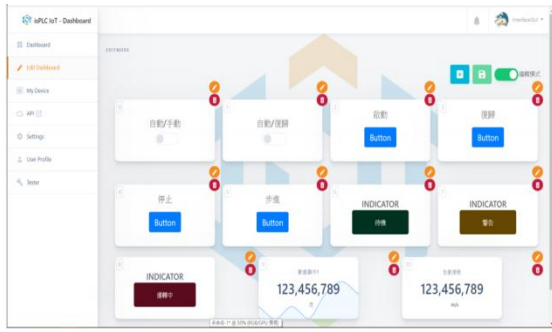 isPLC IoT - Dashboard
Dashboard
Edit Dashboard
My Device
API
Settings
User Profile
Tester
編輯模式
自動/手動
自動/復歸
啟動
Button
復歸
Button
停止
Button
步進
Button
INDICATOR
待機
INDICATOR
警告
INDICATOR
運轉中
123,456,789
次
123,456,789